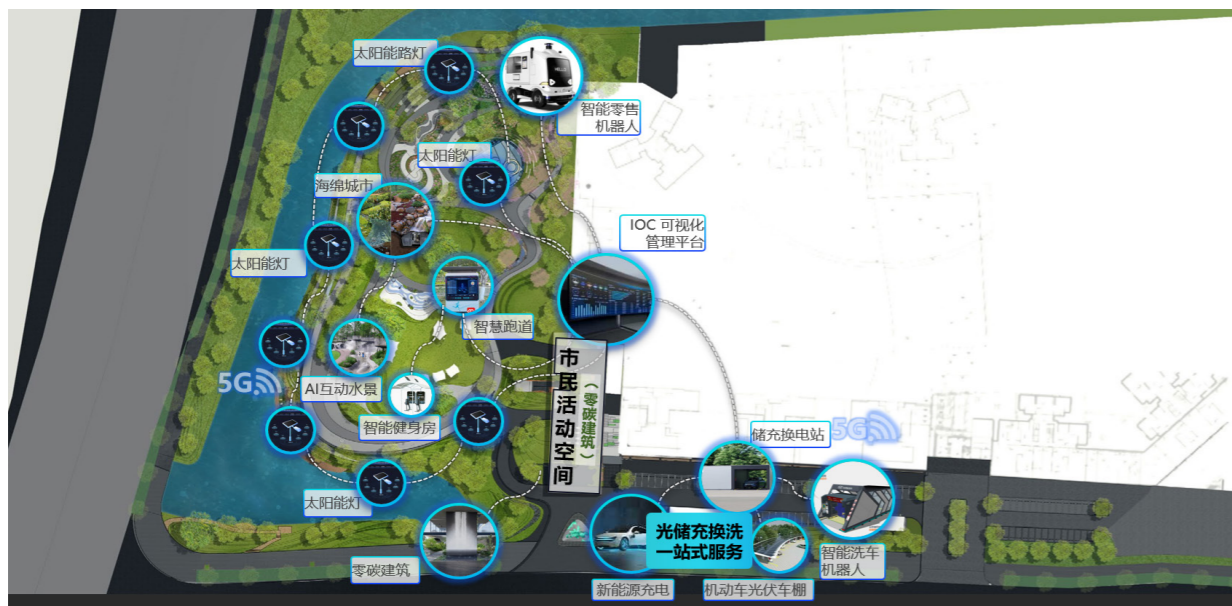 太阳能路灯
智能零售
机器人
太阳能灯
海绵城市
IOC 可视化
管理平台
太阳能灯
智慧跑道
市民活动空间
（零碳建筑）
5G
AI互动水景
智能健身房
储充换电站
5G
太阳能灯
光储充换洗
一站式服务
智能洗车
机器人
零碳建筑
新能源充电
机动车光伏车棚